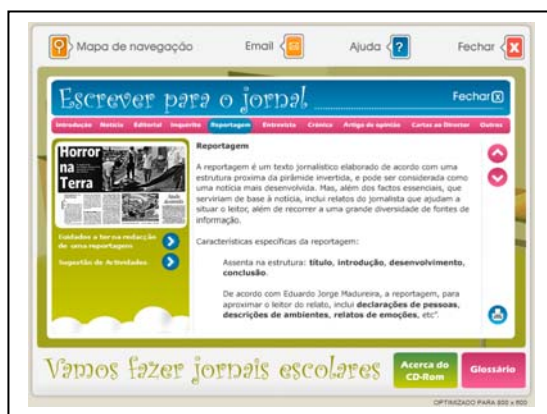 Mapa de navegação
Email
Ajuda ?
Fechar X
Escrever para o jornal
Fechar X
Introdução Notícia Editorial Inquérito Reportagem Entrevista Crónica Artigo de opinião Cartas ao Director Outros
Horror
na
Terra
Cuidados a ter na redacção
de uma reportagem
Sugestão de Actividades
Reportagem
A reportagem é um texto jornalístico elaborado de acordo com uma
estrutura proxima da pirâmide invertida, e pode ser considerada como
uma notícia mais desenvolvida. Mas, além dos factos essenciais, que
serviriam de base à notícia, inclui relatos do jornalista que ajudam a
situar o leitor, além de recorrer a uma grande diversidade de fontes de
informação.
Características específicas da reportagem:
Assenta na estrutura: título, introdução, desenvolvimento,
conclusão.
De acordo com Eduardo Jorge Madureira, a reportagem, para
aproximar o leitor do relato, inclui declarações de pessoas,
descrições de ambientes, relatos de emoções, etc".
Vamos fazer jornais escolares
Acerca do
CD-Rom
Glossário
OPTIMIZADO PARA 800 x 600